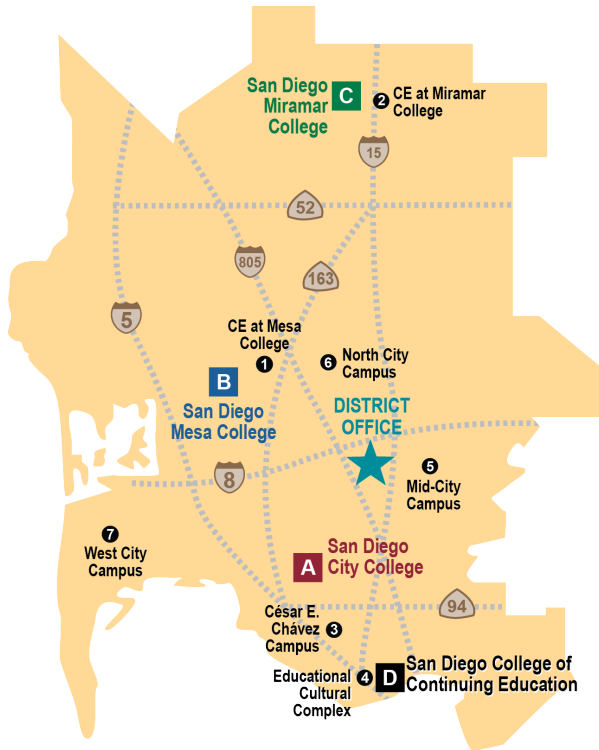 San Diego
Miramar
College
C
2
CE at Miramar
College
15
52
805
163
5
CE at Mesa
College
1
6
North City
Campus
B
San Diego
Mesa College
DISTRICT
OFFICE
8
5
Mid-City
Campus
7
West City
Campus
A
San Diego
City College
94
César E.
Chávez
Campus
3
Educational
Cultural
Complex
4
D
San Diego College of
Continuing Education